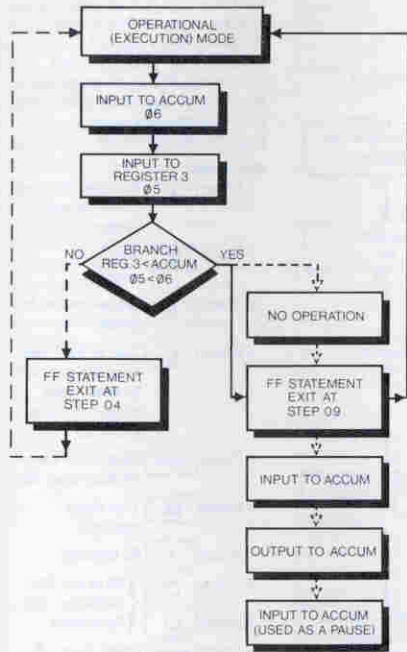 OPERATIONAL
(EXECUTION) MODE
INPUT TO ACCUM
Ø6
INPUT TO
REGISTER 3
Ø5
NO
BRANCH
REG 3<ACCUM
Ø5<Ø6
YES
NO OPERATION
FF STATEMENT
EXIT AT
STEP 04
FF STATEMENT
EXIT AT
STEP 09
INPUT TO ACCUM
OUTPUT TO ACCUM
INPUT TO ACCUM
(USED AS A PAUSE)